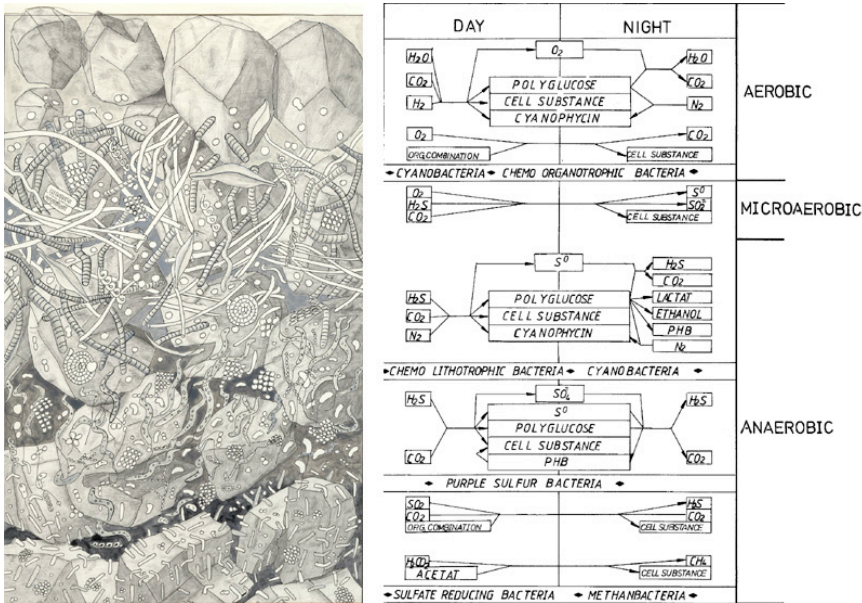 DAY NIGHT
O2
H2O H2O
CO2 POLYGLUCOSE CO2
H2 CELL SUBSTANCE N2
CYANOPHYCIN
AEROBIC
O2 CO2
ORG.COMBINATION CELL SUBSTANCE
CYANOBACTERIA CHEMO ORGANOTROPHIC BACTERIA
O2 S0
H2S
CO2 CELL SUBSTANCE
MICROAEROBIC
S0 H2S
CO2
H2S POLYGLUCOSE LACTAT
CO2 CELL SUBSTANCE ETHANOL
N2 CYANOPHYCIN PHB
N2
CHEMO LITHOTROPHIC BACTERIA CYANOBACTERIA
H2S H2S
S0
POLYGLUCOSE
CELL SUBSTANCE
CO2 PHB CO2
ANAEROBIC
PURPLE SULFUR BACTERIA
H2S
CO2 CO2
ORG.COMBINATION CELL SUBSTANCE
CH4
ACETAT CELL SUBSTANCE
SULFATE REDUCING BACTERIA METHANBACTERIA